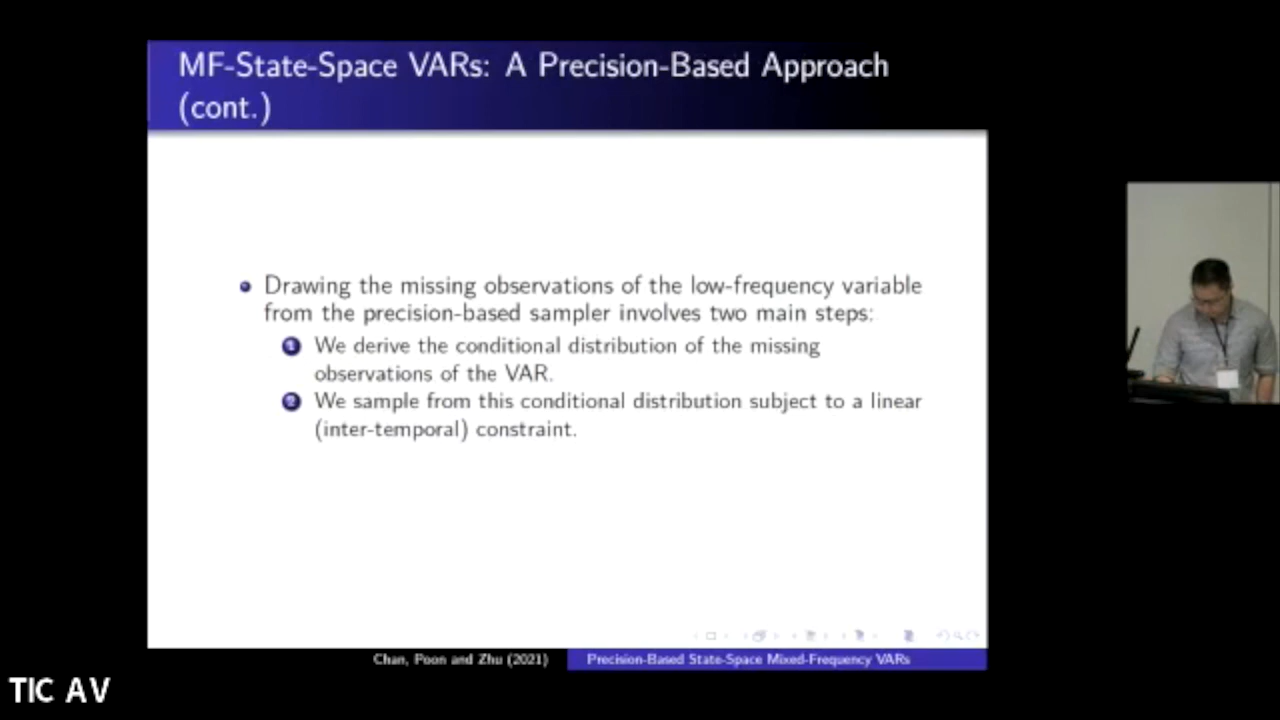 MF-State-Space VARs: A Precision-Based Approach
(cont.)
Drawing the missing observations of the low-frequency variable
from the precision-based sampler involves two main steps:
1 We derive the conditional distribution of the missing
observations of the VAR.
2 We sample from this conditional distribution subject to a linear
(inter-temporal) constraint.
Chan, Poon and Zhu (2021) Precision-Based State-Space Mixed-Frequency VARs
TIC AV